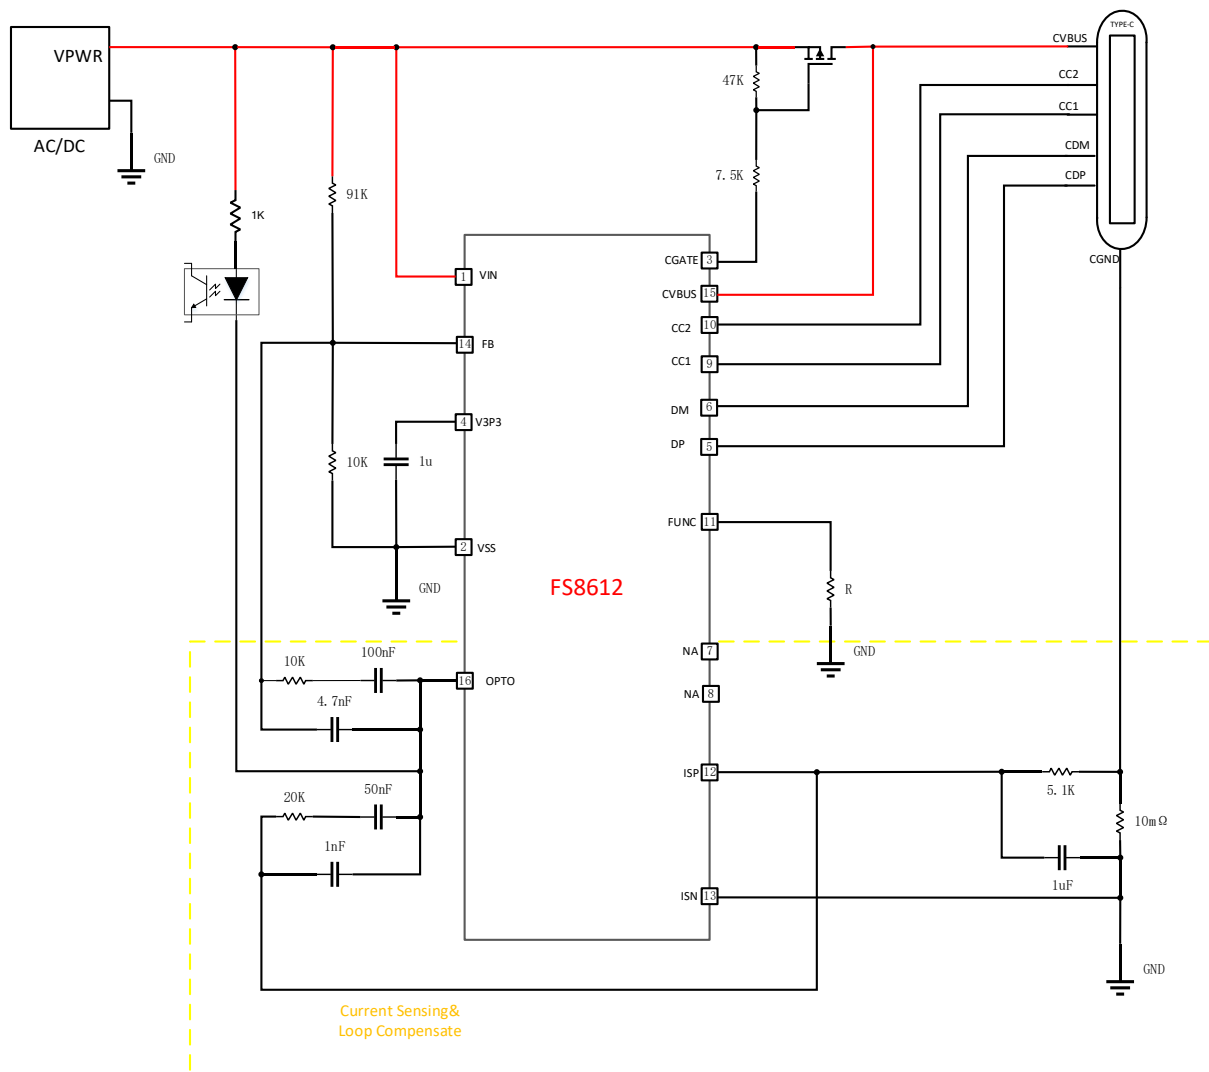 TYPE-C
VPWR
CVBUS
CC2
47K
CC1
AC/DC
GND
CDM
7.5K
CDP
91K
1K
CGATE
3
CGND
VIN
1
CVBUS
15
CC2
10
14
FB
CC1
9
DM
6
4
V3P3
DP
5
10K
1u
FUNC
11
2
VSS
FS8612
GND
R
GND
NA
7
10K
100nF
16
OPTO
NA
8
4.7nF
ISP
12
50nF
20K
5.1K
10mΩ
1nF
1uF
ISN
13
GND
Current Sensing&
Loop Compensate